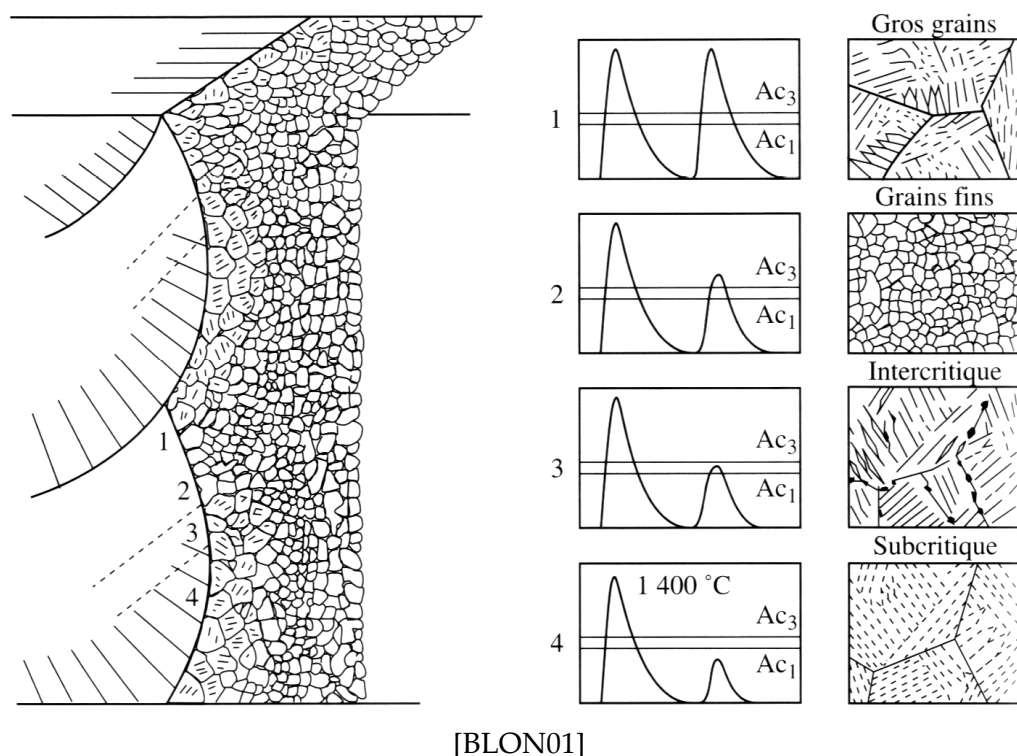 Gros grains
1
Ac3
Ac1
Grains fins
2
Ac3
Ac1
Intercritique
3
Ac3
Ac1
Subcritique
4
1 400 °C
Ac3
Ac1
1
2
3
4
[BLON01]